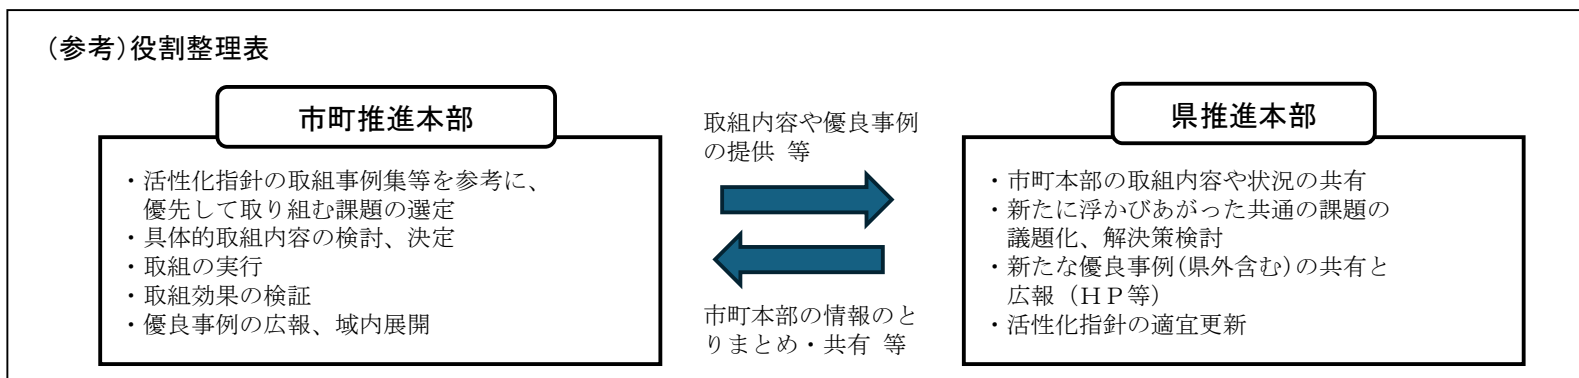 （参考）役割整理表
市町推進本部
・活性化指針の取組事例集等を参考に、
優先して取り組む課題の選定
・具体的取組内容の検討、決定
・取組の実行
・取組効果の検証
・優良事例の広報、域内展開
取組内容や優良事例
の提供 等
市町本部の情報のと
りまとめ・共有 等
県推進本部
・市町本部の取組内容や状況の共有
・新たに浮かびあがった共通の課題の
議題化、解決策検討
・新たな優良事例(県外含む)の共有と
広報（ＨＰ等）
・活性化指針の適宜更新